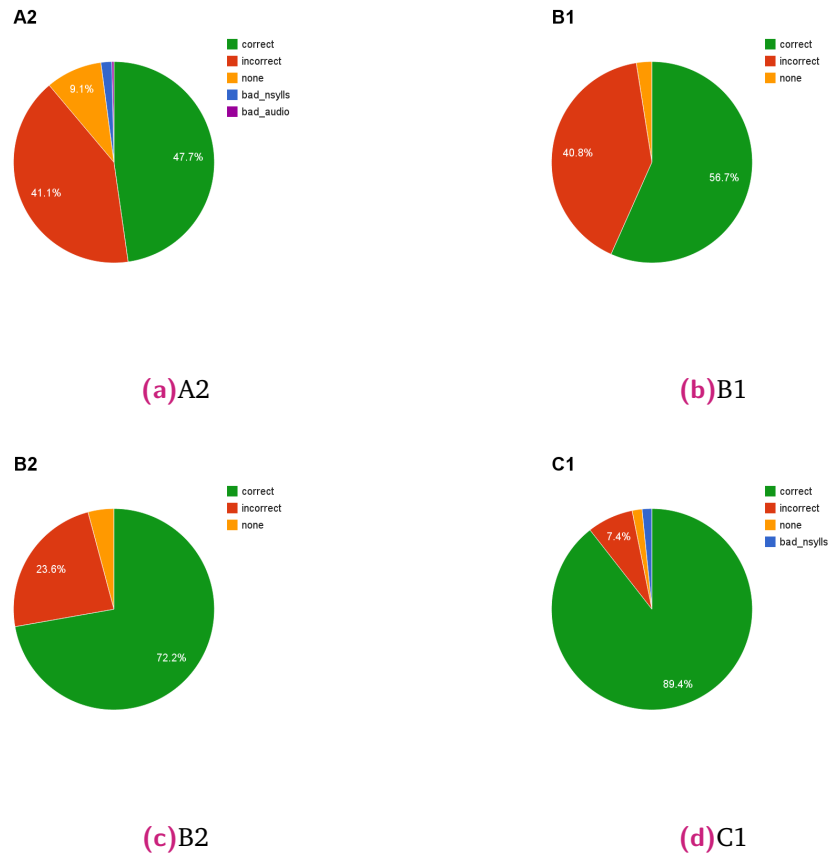 A2
correct
incorrect
none
bad_nsylls
bad_audio
9.1%
47.7%
41.1%
(a)A2
B1
correct
incorrect
none
40.8%
56.7%
(b)B1
B2
correct
incorrect
none
23.6%
72.2%
(c)B2
C1
correct
incorrect
none
bad_nsylls
7.4%
89.4%
(d)C1